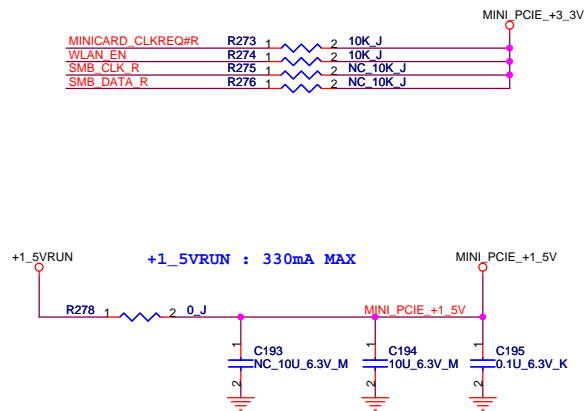 MINI_PCIE_+3_3V
MINICARD_CLKREQ#R R273 1 2 10K_J
WLAN_EN R274 1 2 10K_J
SMB_CLK_R R275 1 2 NC_10K_J
SMB_DATA_R R276 1 2 NC_10K_J
+1_5VRUN +1_5VRUN : 330mA MAX MINI_PCIE_+1_5V
R278 1 2 0_J MINI_PCIE_+1_5V
1 1 1
C193 C194 C195
NC_10U_6.3V_M 10U_6.3V_M 0.1U_6.3V_K
2 2 2